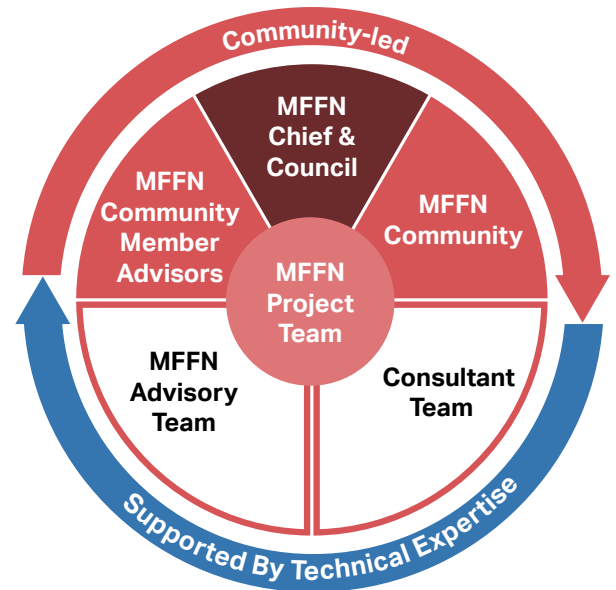 Community-led
MFFN
Chief &
Council
MFFN
Community
Member
Advisors
MFFN
Community
MFFN
Project
Team
MFFN
Advisory
Team
Consultant
Team
Supported By Technical Expertise